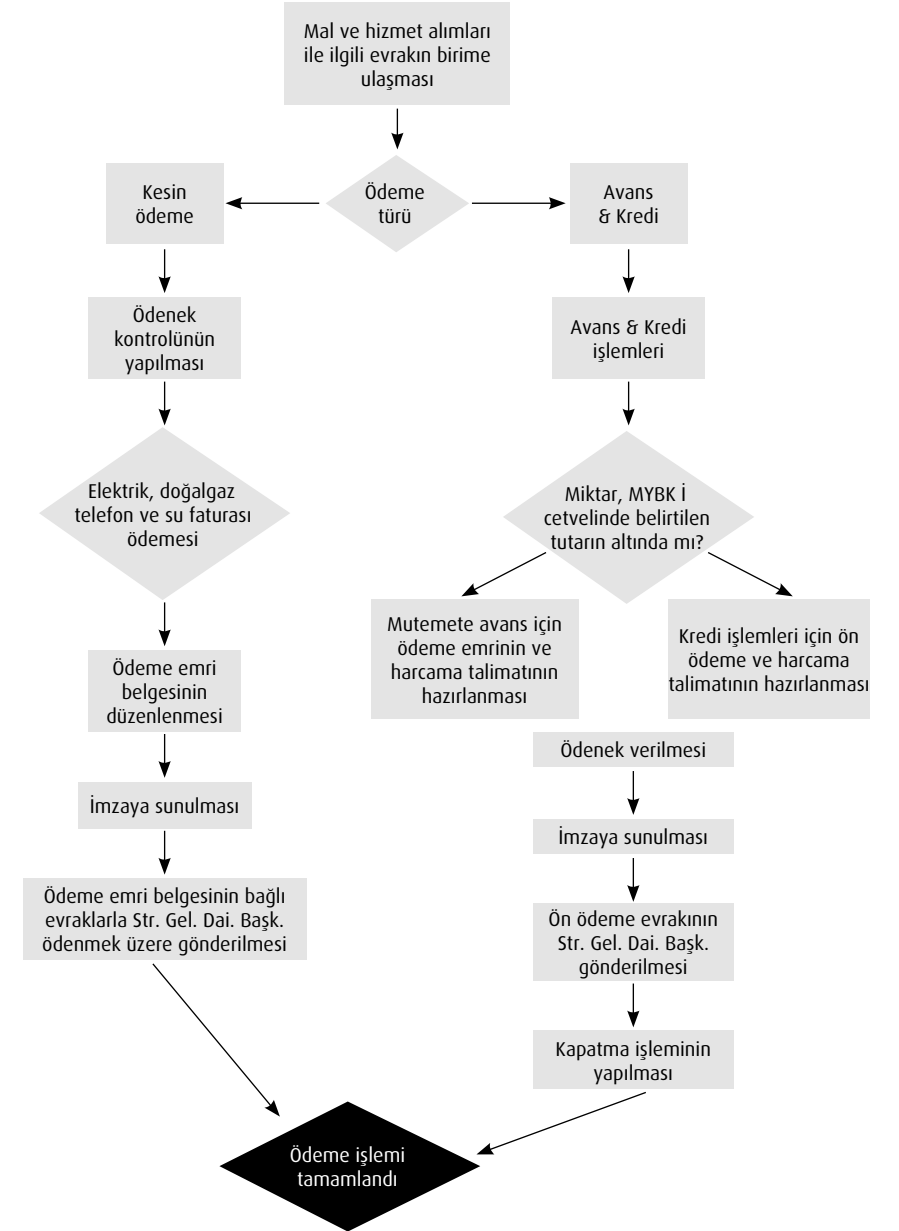 Mal ve hizmet alımları
ile ilgili evrakın birime
ulaşması
Kesin
ödeme
Ödeme
türü
Avans
& Kredi
Ödenek
kontrolünün
yapılması
Avans & Kredi
işlemleri
Elektrik, doğalgaz
telefon ve su faturası
ödemesi
Miktar, MYBK İ
cetvelinde belirtilen
tutarın altında mı?
Mutemete avans için
ödeme emrinin ve
harcama talimatının
hazırlanması
Kredi işlemleri için ön
ödeme ve harcama
talimatının hazırlanması
Ödeme emri
belgesinin
düzenlenmesi
Ödenek verilmesi
İmzaya sunulması
İmzaya sunulması
Ödeme emri belgesinin bağlı
evraklarla Str. Gel. Dai. Başk.
ödenmek üzere gönderilmesi
Ön ödeme evrakının
Str. Gel. Dai. Başk.
gönderilmesi
Kapatma işleminin
yapılması
Ödeme işlemi
tamamlandı